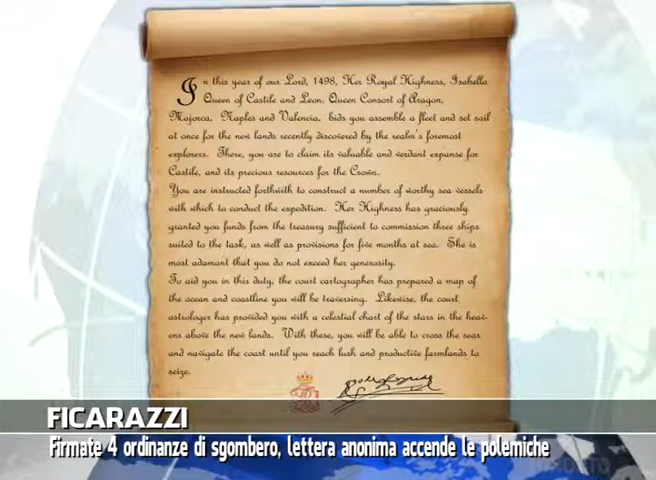 In this year of our Lord, 1498, Her Royal Highness, Isabella
Queen of Castile and Leon, Queen Consort of Aragon,
Majorca, Naples and Valencia, bids you assemble a fleet and set sail
at once for the new lands recently discovered by the realm's foremost
explorers. There, you are to claim its valuable and verdant expanse for
Castile, and its precious resources for the Crown.
You are instructed forthwith to construct a number of worthy sea vessels
with which to conduct the expedition. Her Highness has graciously
granted you funds from the treasury sufficient to commission three ships
suited to the task, as well as provisions for five months at sea. She is
most adamant that you do not exceed her generosity.
To aid you in this duty, the court cartographer has prepared a map of
the ocean and coastline you will be traversing. Likewise, the court
astrologer has provided you with a celestial chart of the stars in the heav-
ens above the new lands. With these, you will be able to cross the seas
and navigate the coast until you reach lush and productive farmlands to
seize.
FICARAZZI
Firmate 4 ordinanze di sgombero, lettera anonima accende le polemiche